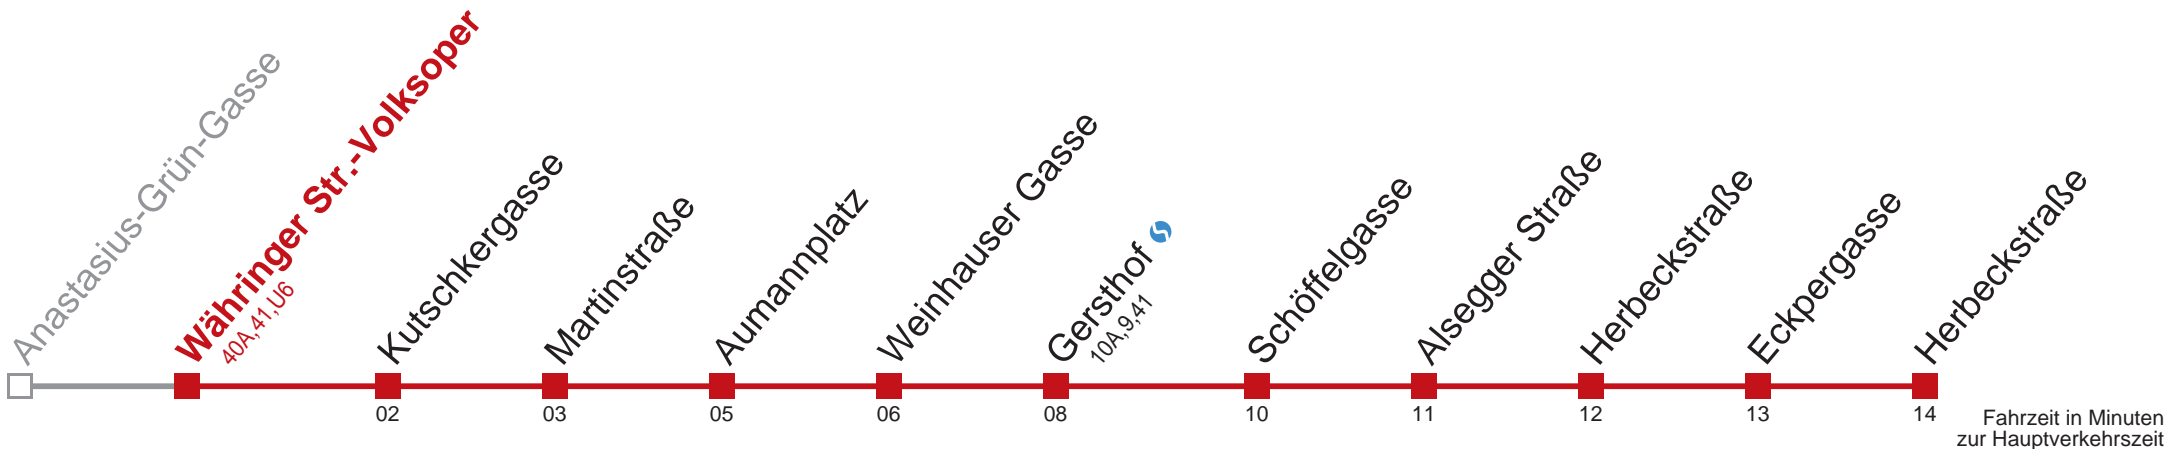 Anastasius-Grün-Gasse
Währinger Str.-Volksoper
40A,41,U6
Kutschkergasse
Martinstraße
Aumannplatz
Weinhauser Gasse
Gersthof
10A,9,41
Schöffelgasse
Alsegger Straße
Herbeckstraße
Eckpergasse
Herbeckstraße
02
03
05
06
08
10
11
12
13
14
Fahrzeit in Minuten
zur Hauptverkehrszeit